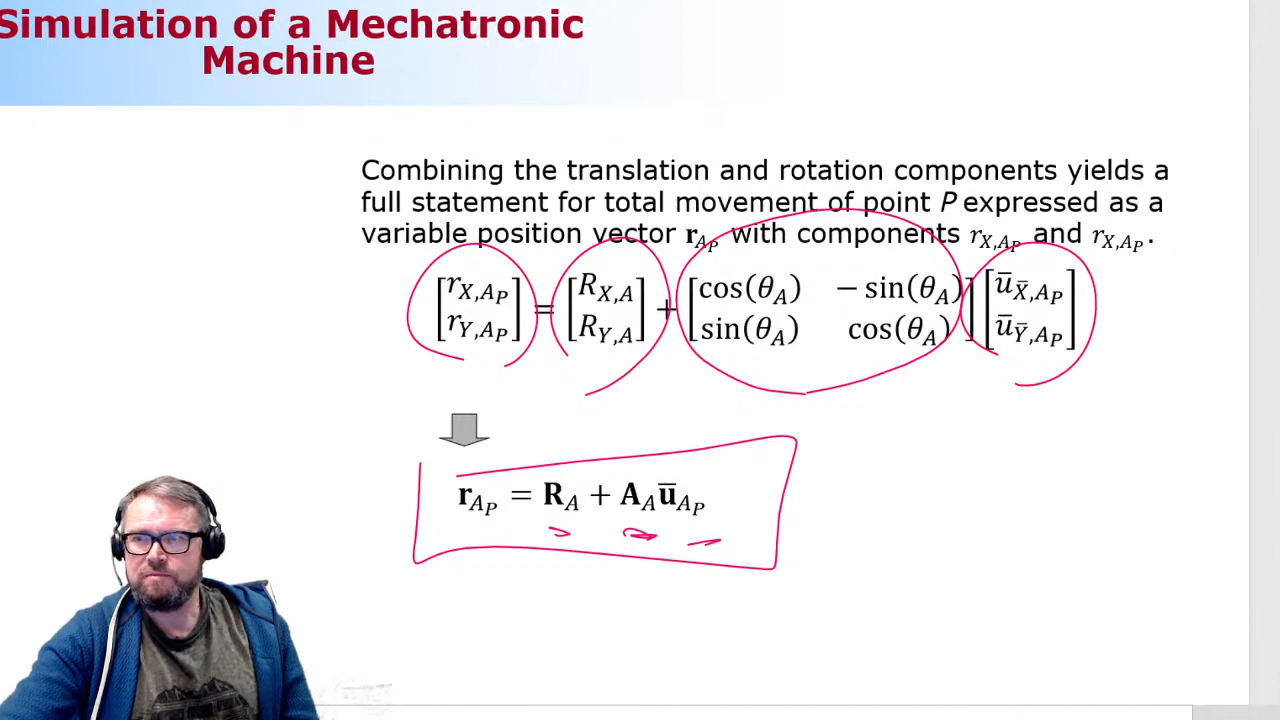 Simulation of a Mechatronic
Machine
Combining the translation and rotation components yields a
full statement for total movement of point P expressed as a
variable position vector r_{A_P} with components r_{X,A_P} and r_{X,A_P}.
[r_{X,A_P} r_{Y,A_P}] = [R_{X,A} R_{Y,A}] + [cos(θ_A) −sin(θ_A) sin(θ_A) cos(θ_A)] [ū_{X̄,A_P} ū_{Ȳ,A_P}]
r_{A_P} = R_A + A_A ū_{A_P}